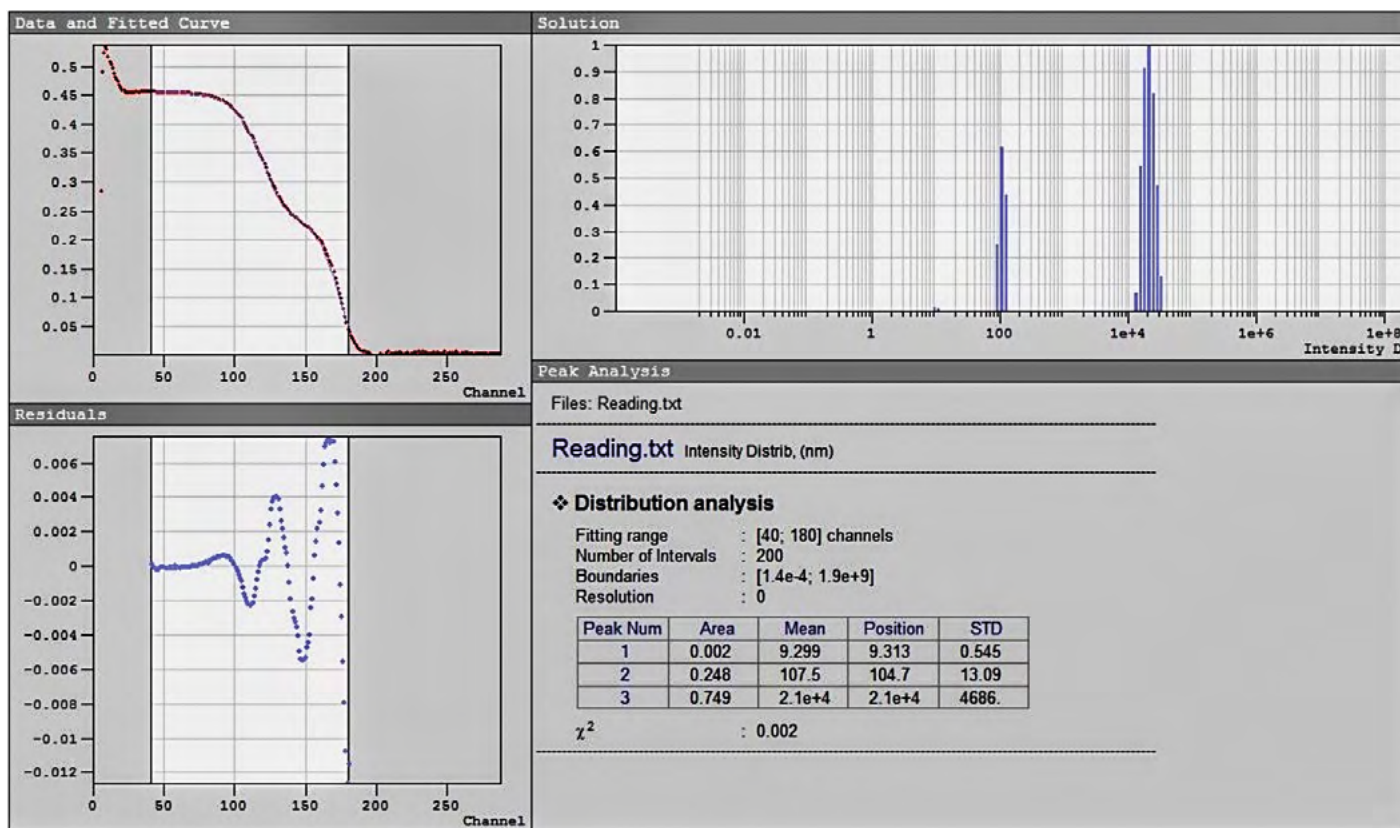 Data and Fitted Curve
0.5
0.45
0.4
0.35
0.3
0.25
0.2
0.15
0.1
0.05
0 50 100 150 200 250
Channel
Residuals
0.006
0.004
0.002
0
-0.002
-0.004
-0.006
-0.008
-0.01
-0.012
0 50 100 150 200 250
Channel
Solution
1
0.9
0.8
0.7
0.6
0.5
0.4
0.3
0.2
0.1
0
0.01 1 100 1e+4 1e+6 1e+8
Intensity D
Peak Analysis
Files: Reading.txt
Reading.txt Intensity Distrib, (nm)
❖ Distribution analysis
Fitting range : [40; 180] channels
Number of Intervals : 200
Boundaries : [1.4e-4; 1.9e+9]
Resolution : 0
Peak Num Area Mean Position STD
1 0.002 9.299 9.313 0.545
2 0.248 107.5 104.7 13.09
3 0.749 2.1e+4 2.1e+4 4686.
χ² : 0.002